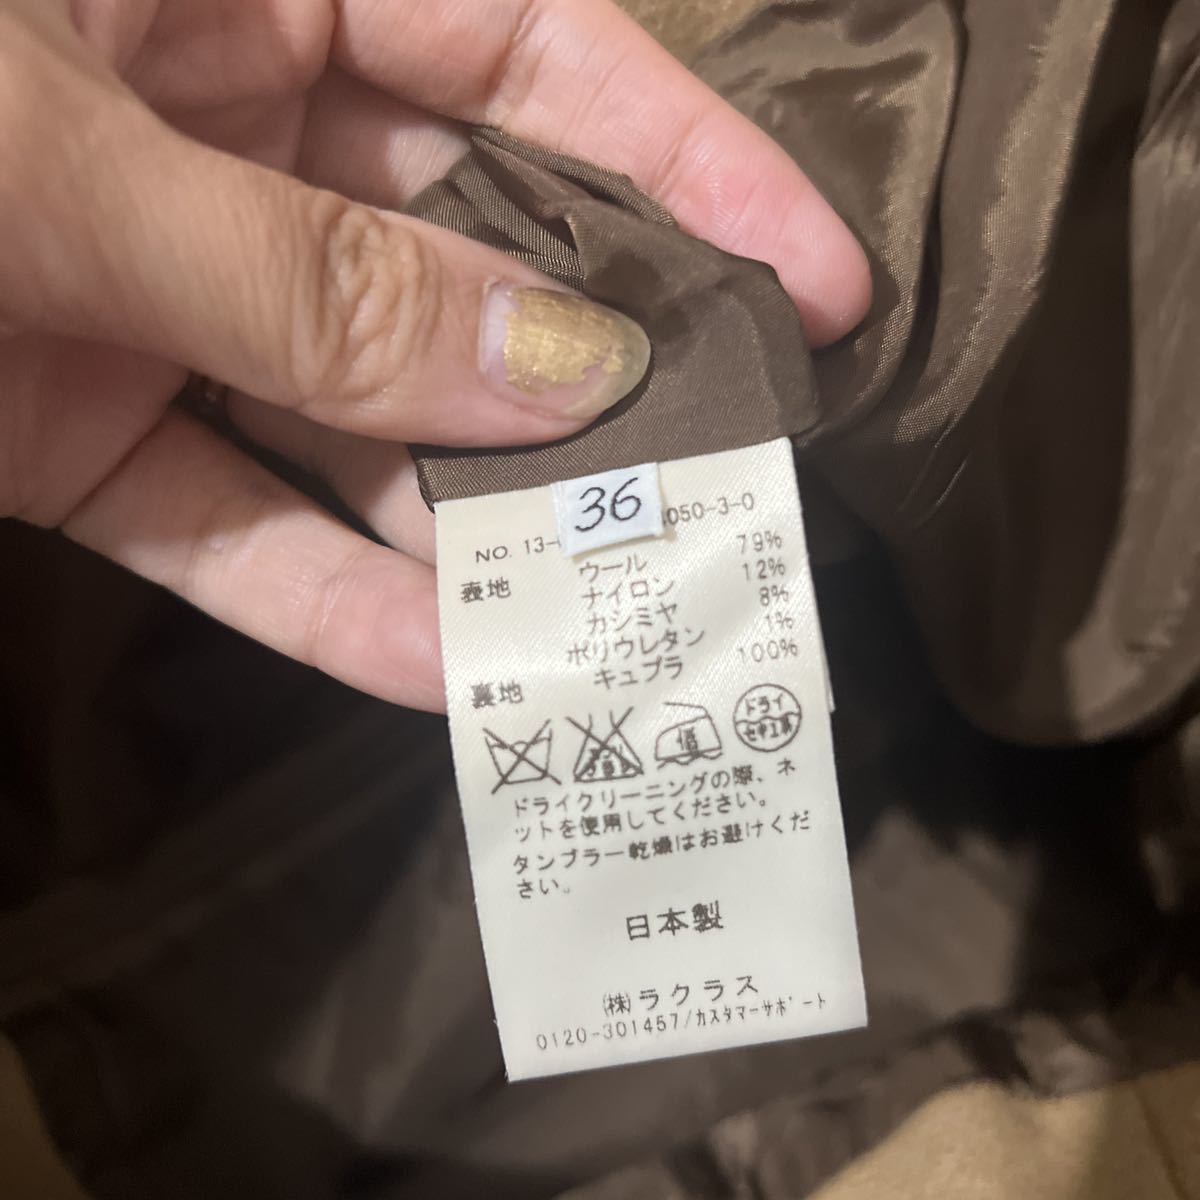 36
NO. 13- 050-3-0
表地 ウール 79%
ナイロン 12%
カシミヤ 8%
ポリウレタン 1%
裏地 キュプラ 100%
低 ドライ セキユ系
ドライクリーニングの際、ネ
ットを使用してください。
タンブラー乾燥はお避けくだ
さい。
日本製
(株)ラクラス
0120-301457/カスタマーサポート